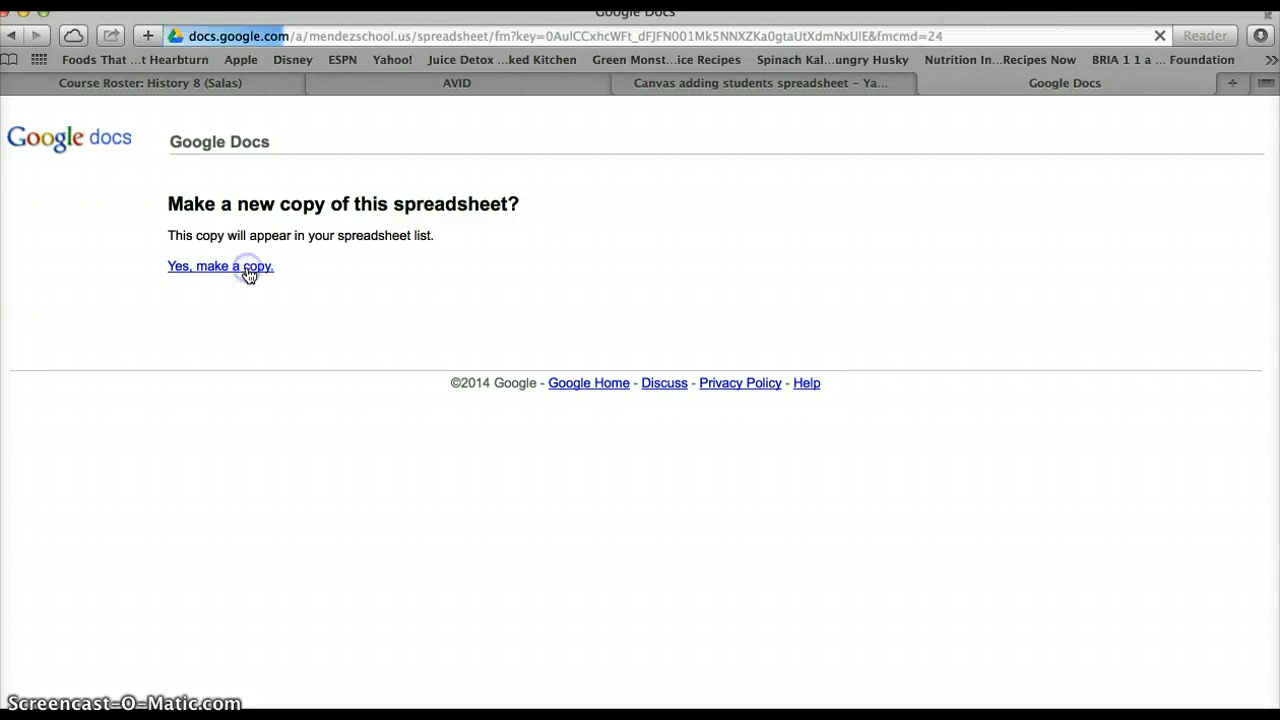 Google Docs
docs.google.com/a/mendezschool.us/spreadsheet/fm?key=0AulCCxhcWFt_dFJFN001Mk5NNXZKa0gtaUtXdmNxUlE&fmcmd=24 Reader
Foods That ...t Hearbturn Apple Disney ESPN Yahoo! Juice Detox ...ked Kitchen Green Monst...ice Recipes Spinach Kal...ungry Husky Nutrition In...Recipes Now BRIA 1 1 a ... Foundation
Course Roster: History 8 (Salas) AVID Canvas adding students spreadsheet – Ya... Google Docs
Google docs Google Docs
Make a new copy of this spreadsheet?
This copy will appear in your spreadsheet list.
Yes, make a copy.
©2014 Google - Google Home - Discuss - Privacy Policy - Help
Screencast-O-Matic.com